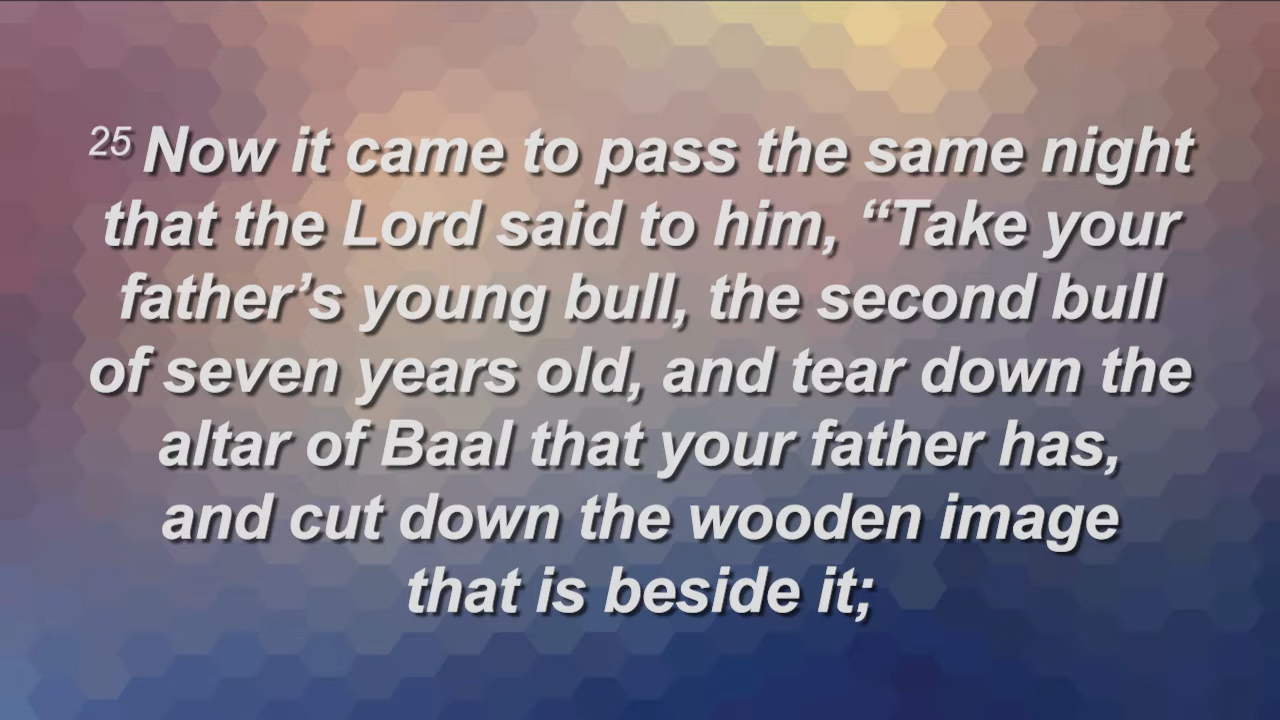 25 Now it came to pass the same night
that the Lord said to him, “Take your
father’s young bull, the second bull
of seven years old, and tear down the
altar of Baal that your father has,
and cut down the wooden image
that is beside it;